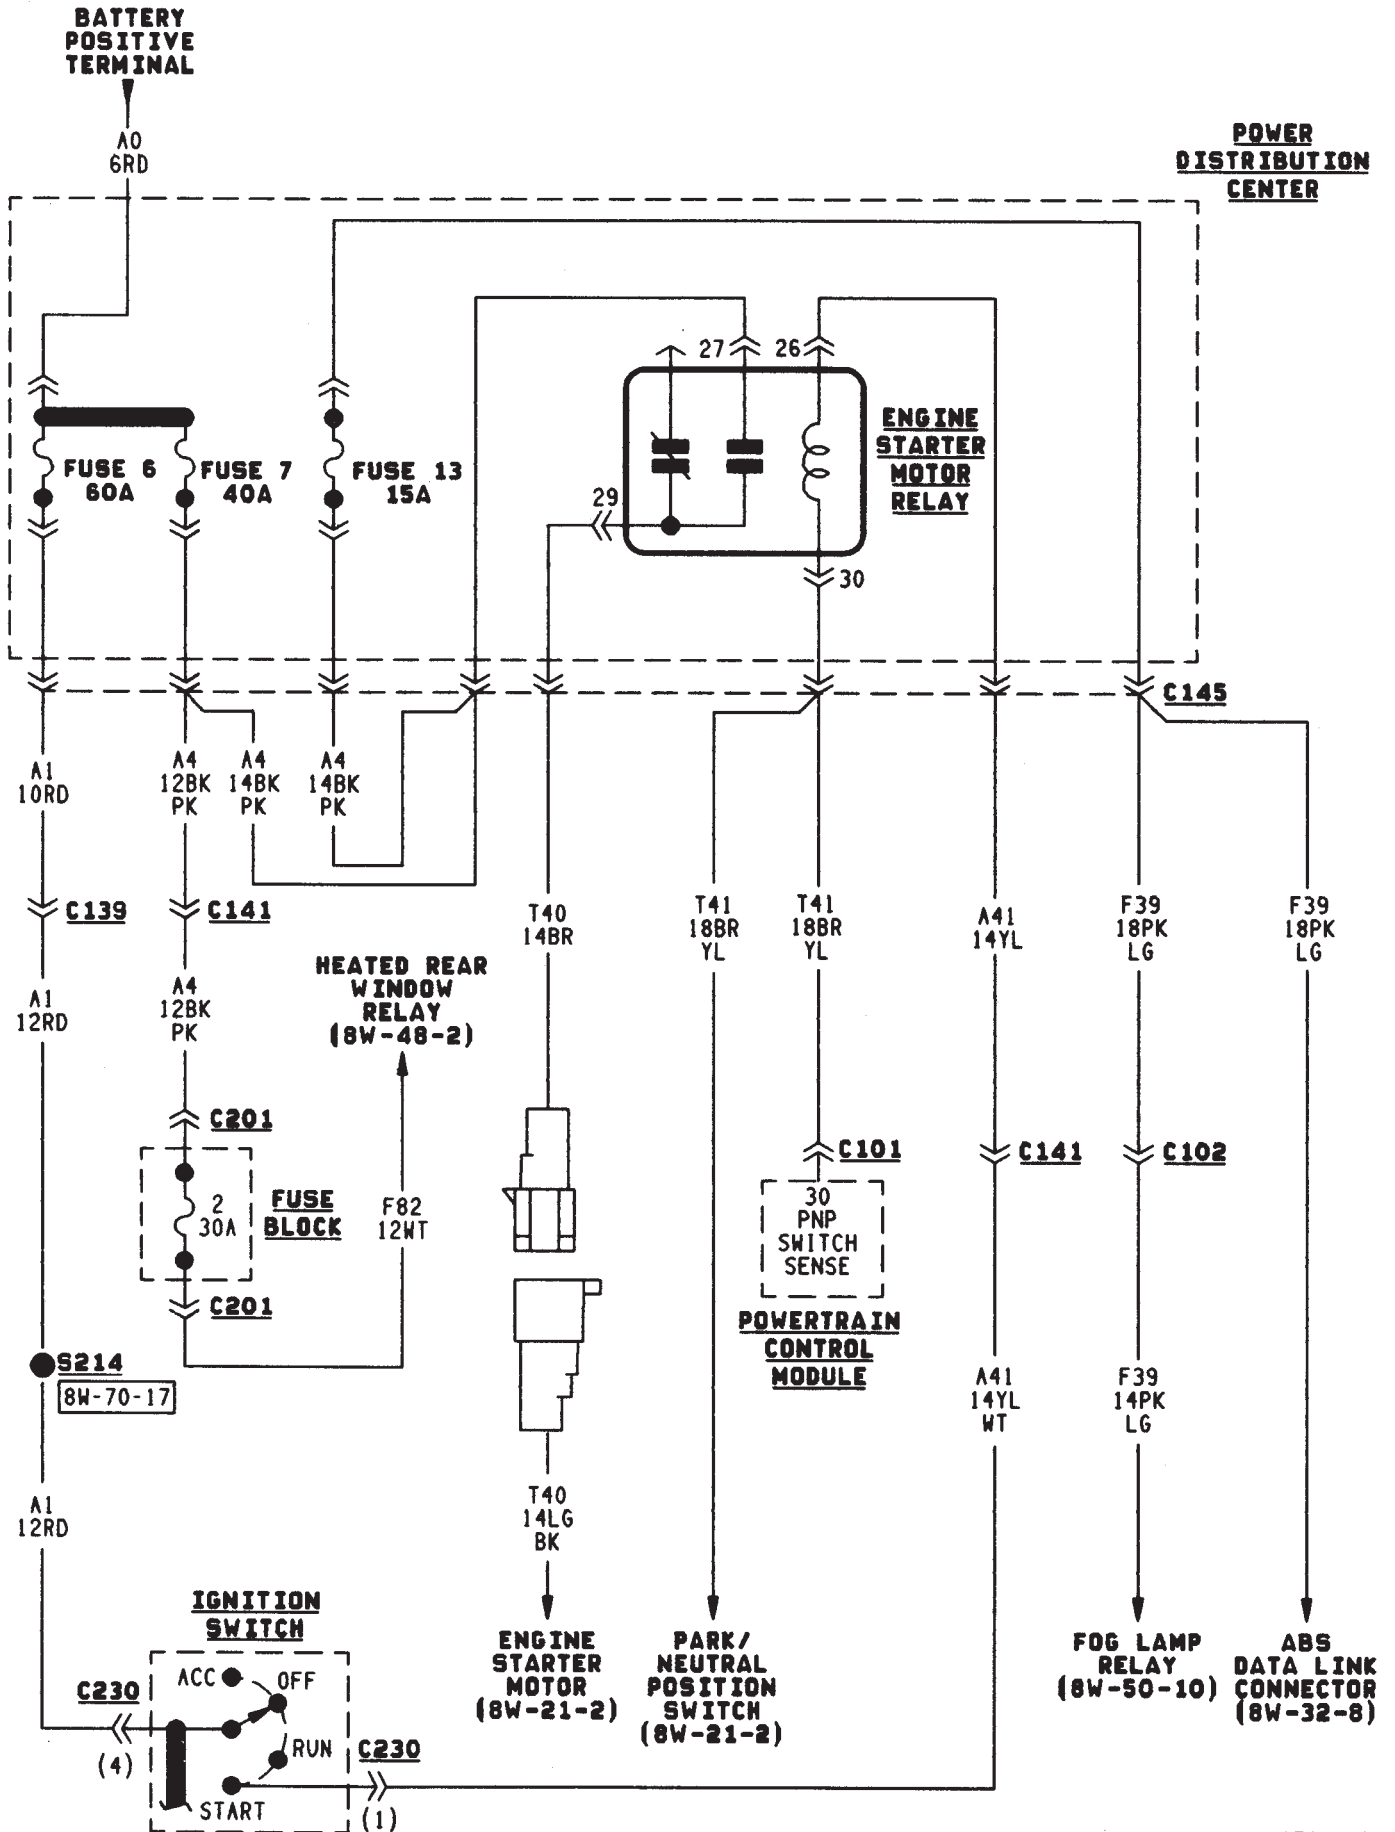 BATTERY
POSITIVE
TERMINAL
A0
6RD
POWER
DISTRIBUTION
CENTER
27
26
FUSE 6
60A
FUSE 7
40A
FUSE 13
15A
ENGINE
STARTER
MOTOR
RELAY
29
30
C145
A1
10RD
A4
12BK
PK
A4
14BK
PK
A4
14BK
PK
C139
C141
T40
14BR
T41
18BR
YL
T41
18BR
YL
A41
14YL
F39
18PK
LG
F39
18PK
LG
A1
12RD
A4
12BK
PK
HEATED REAR
WINDOW
RELAY
(8W-48-2)
C201
2
30A
FUSE
BLOCK
F82
12WT
C201
C101
C141
C102
30
PNP
SWITCH
SENSE
POWERTRAIN
CONTROL
MODULE
S214
8W-70-17
A41
14YL
WT
F39
14PK
LG
A1
12RD
T40
14LG
BK
IGNITION
SWITCH
ENGINE
STARTER
MOTOR
(8W-21-2)
PARK/
NEUTRAL
POSITION
SWITCH
(8W-21-2)
FOG LAMP
RELAY
(8W-50-10)
ABS
DATA LINK
CONNECTOR
(8W-32-8)
C230
(4)
ACC
OFF
RUN
START
C230
(1)